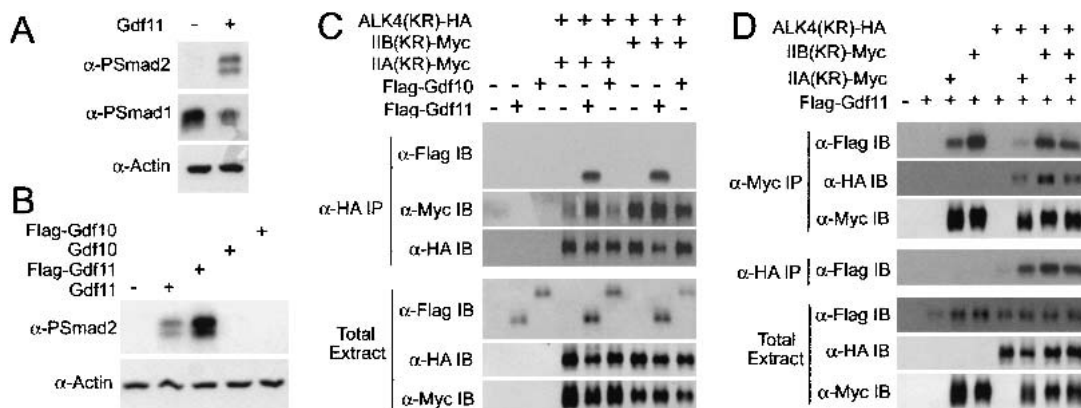 A
Gdf11 - +
α-PSmad2
α-PSmad1
α-Actin
B
Flag-Gdf10 +
Gdf10 +
Flag-Gdf11 +
Gdf11 - +
α-PSmad2
α-Actin
C
ALK4(KR)-HA + + + + + +
IIB(KR)-Myc + + +
IIA(KR)-Myc + + +
Flag-Gdf10 - - + - - + - - +
Flag-Gdf11 - + - - + - - + -
α-HA IP
α-Flag IB
α-Myc IB
α-HA IB
Total Extract
α-Flag IB
α-HA IB
α-Myc IB
D
ALK4(KR)-HA + + + +
IIB(KR)-Myc + + +
IIA(KR)-Myc + + +
Flag-Gdf11 - + + + + + + +
α-Myc IP
α-Flag IB
α-HA IB
α-Myc IB
α-HA IP
α-Flag IB
Total Extract
α-Flag IB
α-HA IB
α-Myc IB